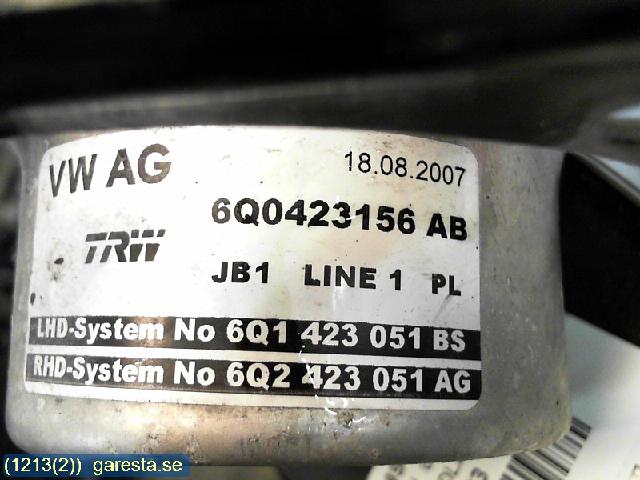 VW AG 18.08.2007
6Q0423156 AB
TRW
JB1 LINE 1 PL
LHD-System No 6Q1 423 051 BS
RHD-System No 6Q2 423 051 AG
(1213(2)) garesta.se